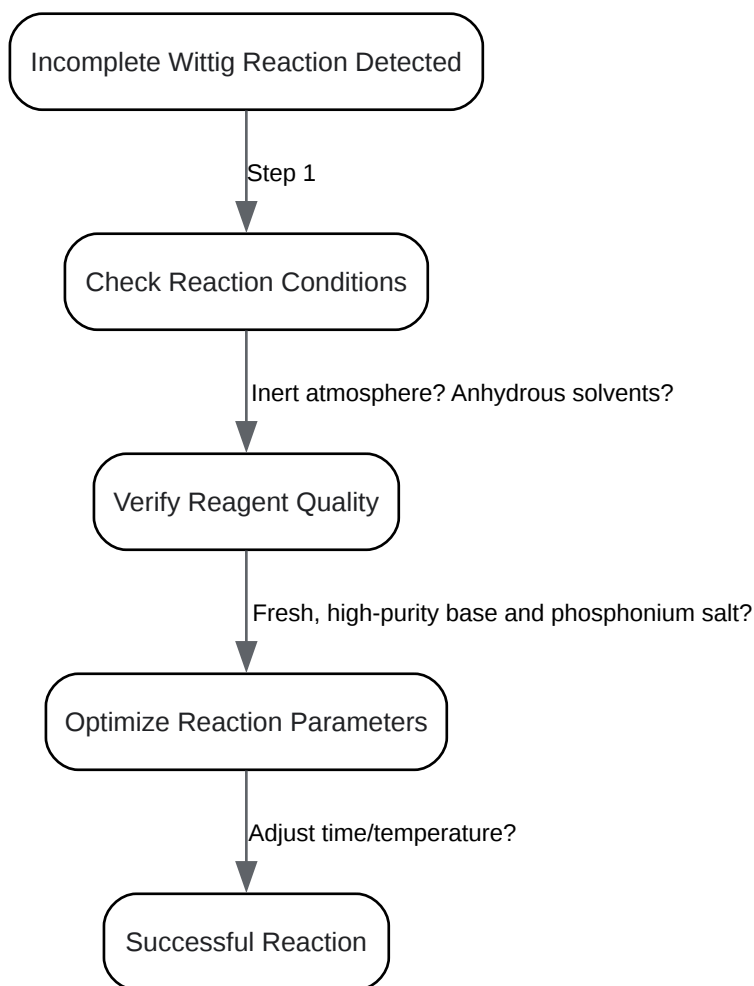 Incomplete Wittig Reaction Detected
Step 1
Check Reaction Conditions
Inert atmosphere? Anhydrous solvents?
Verify Reagent Quality
Fresh, high-purity base and phosphonium salt?
Optimize Reaction Parameters
Adjust time/temperature?
Successful Reaction